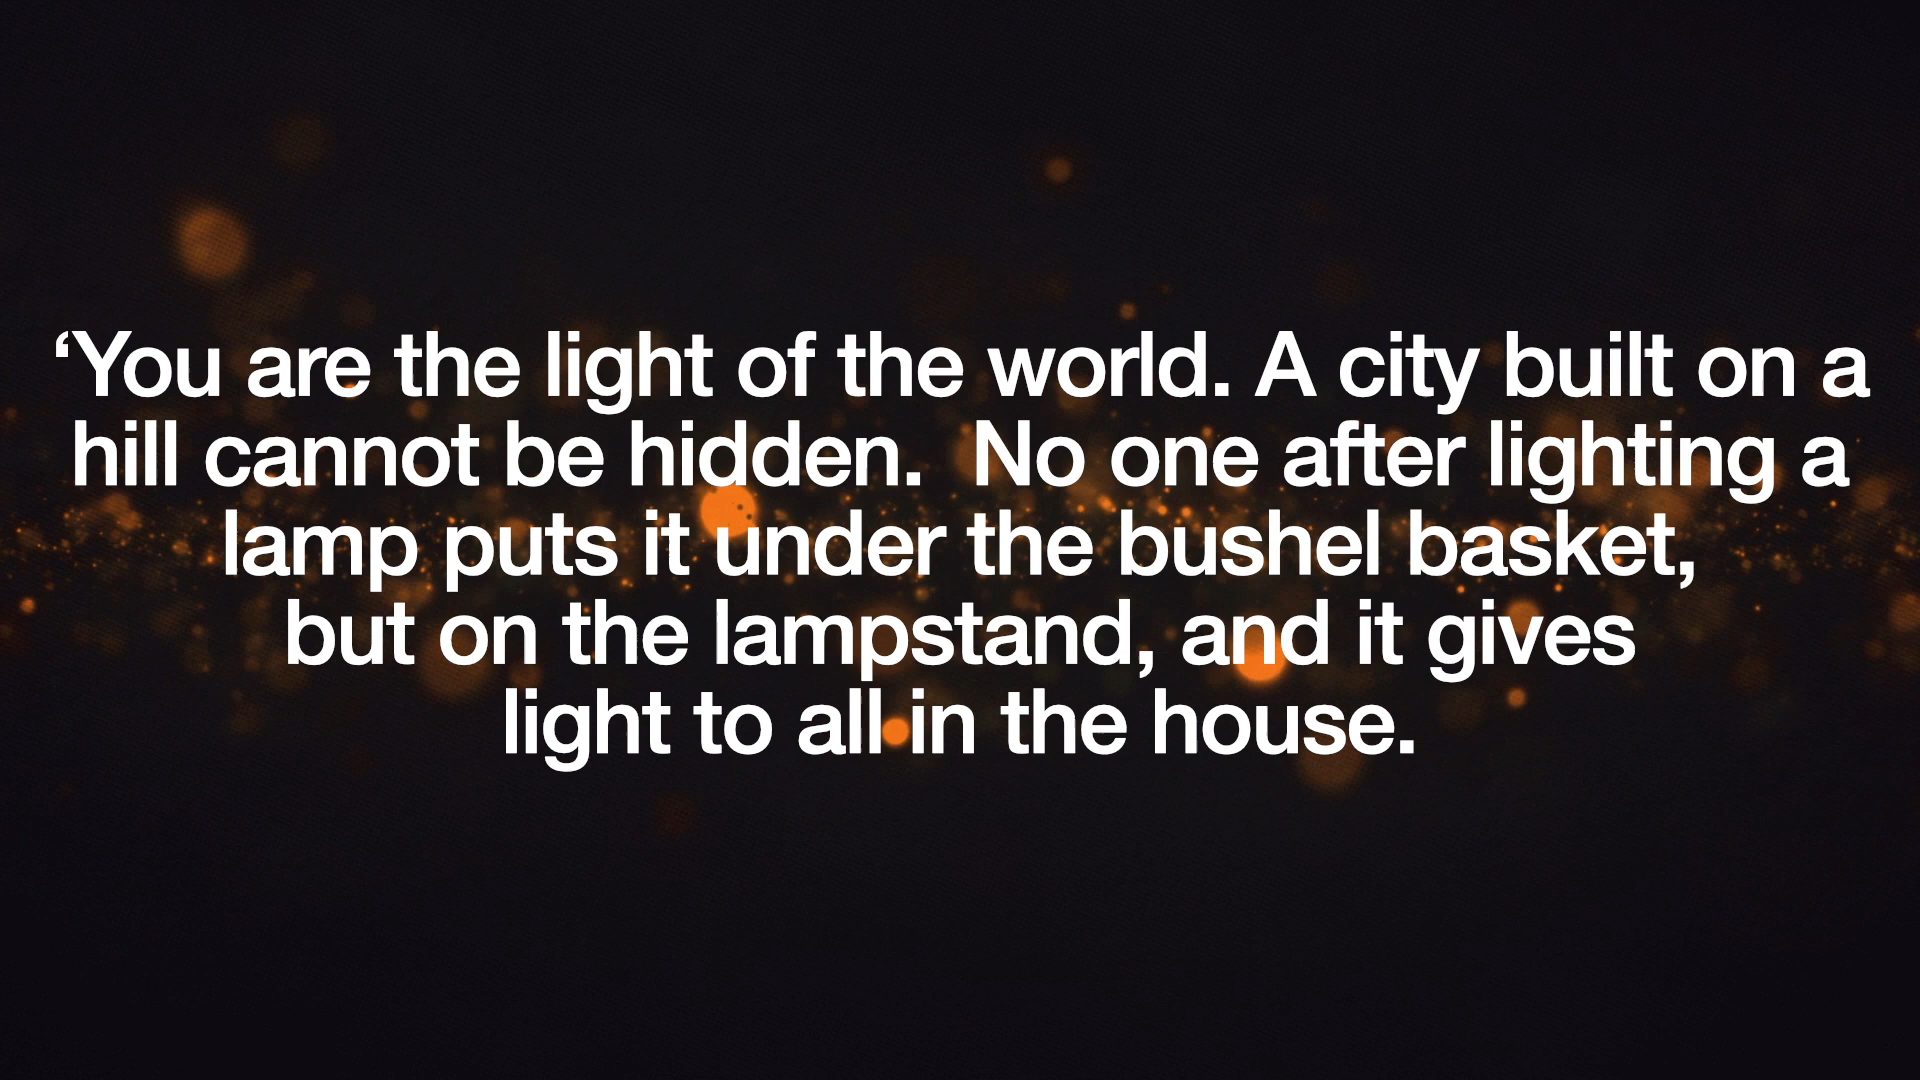 ‘You are the light of the world. A city built on a
hill cannot be hidden.  No one after lighting a
lamp puts it under the bushel basket,
but on the lampstand, and it gives
light to all in the house.